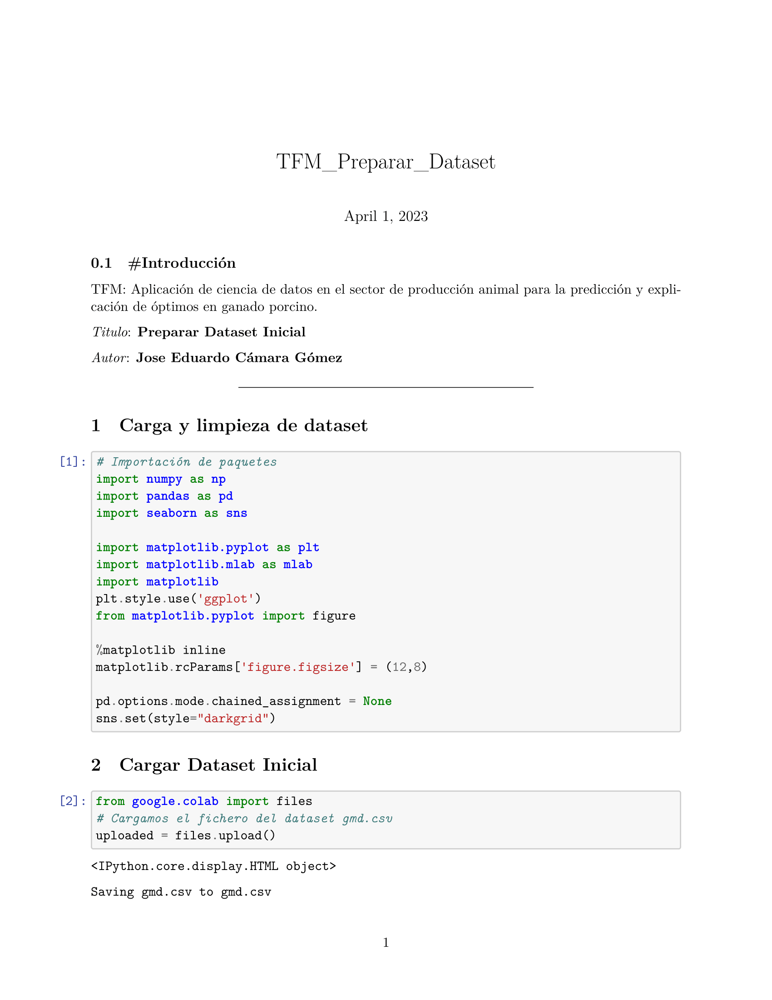 TFM_Preparar_Dataset
April 1, 2023
0.1 #Introducción
TFM: Aplicación de ciencia de datos en el sector de producción animal para la predicción y expli-
cación de óptimos en ganado porcino.
Titulo: Preparar Dataset Inicial
Autor: Jose Eduardo Cámara Gómez
1 Carga y limpieza de dataset
[1]: # Importación de paquetes
import numpy as np
import pandas as pd
import seaborn as sns
import matplotlib.pyplot as plt
import matplotlib.mlab as mlab
import matplotlib
plt.style.use('ggplot')
from matplotlib.pyplot import figure
%matplotlib inline
matplotlib.rcParams['figure.figsize'] = (12,8)
pd.options.mode.chained_assignment = None
sns.set(style="darkgrid")
2 Cargar Dataset Inicial
[2]: from google.colab import files
# Cargamos el fichero del dataset gmd.csv
uploaded = files.upload()
<IPython.core.display.HTML object>
Saving gmd.csv to gmd.csv
1